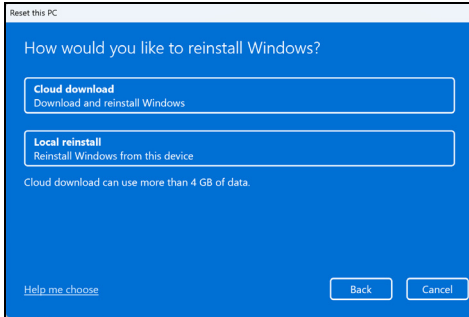 Reset this PC
How would you like to reinstall Windows?
Cloud download
Download and reinstall Windows
Local reinstall
Reinstall Windows from this device
Cloud download can use more than 4 GB of data.
Help me choose
Back
Cancel